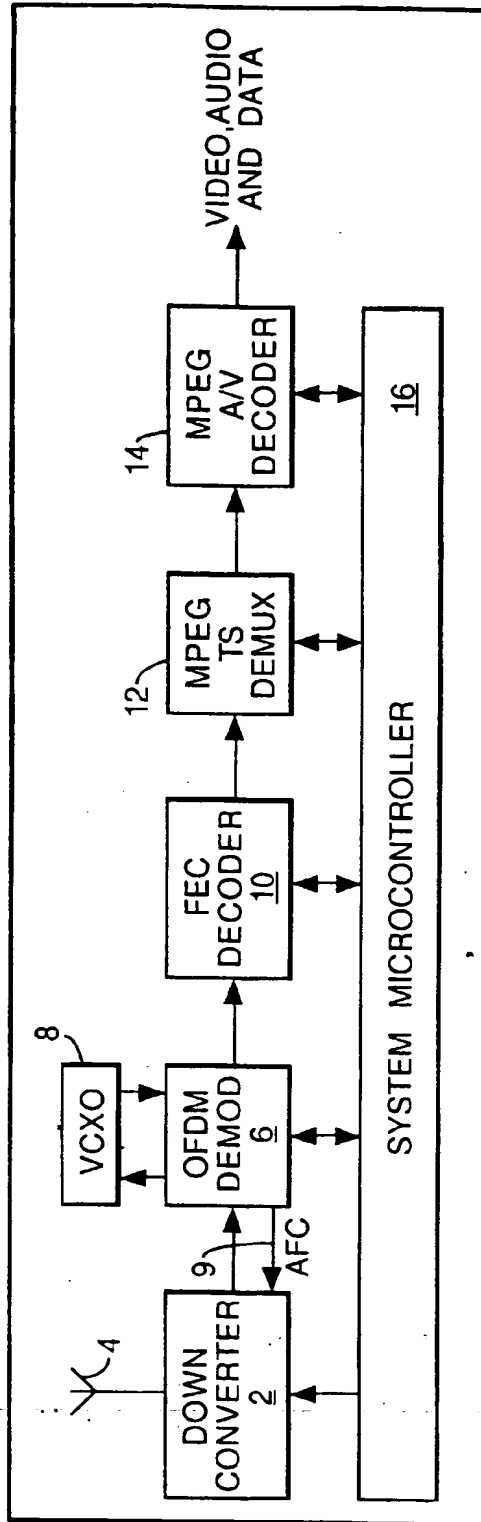 4
DOWN
CONVERTER
2
9
AFC
8
VCXO
OFDM
DEMOD
6
FEC
DECODER
10
12
MPEG
TS
DEMUX
14
MPEG
A/V
DECODER
VIDEO, AUDIO
AND DATA
SYSTEM MICROCONTROLLER
16